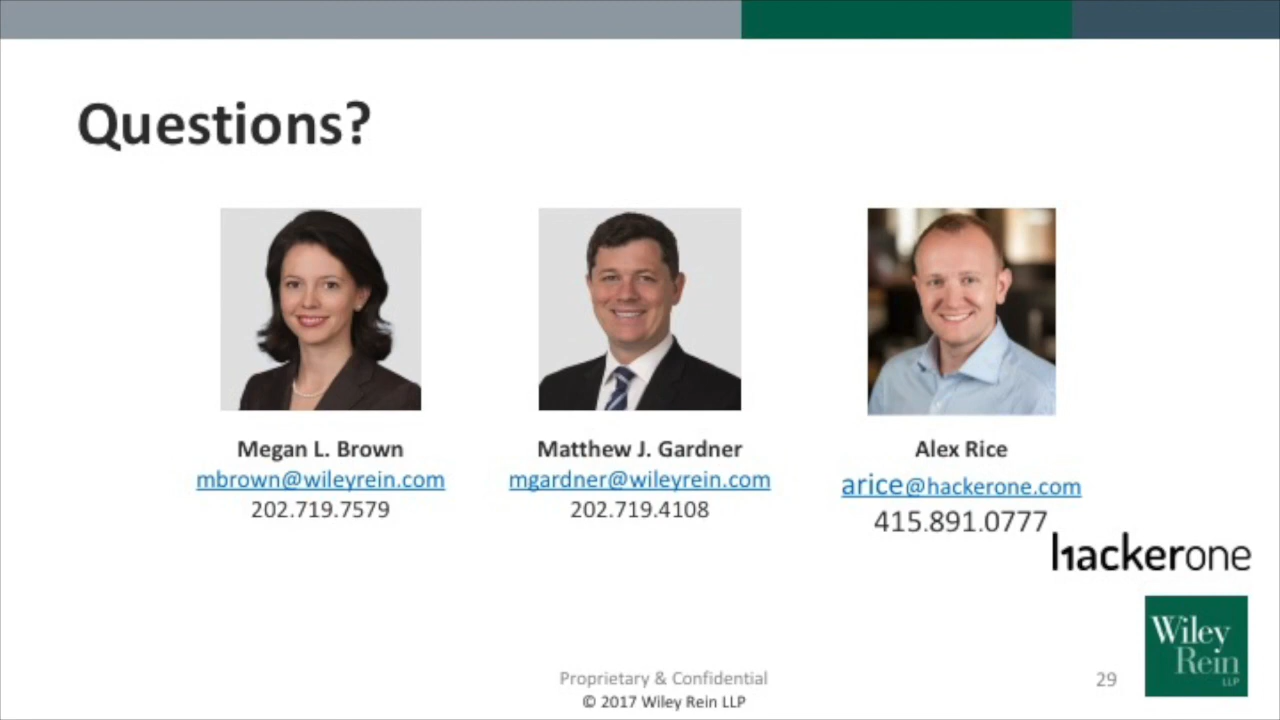 Questions?
Megan L. Brown
mbrown@wileyrein.com
202.719.7579
Matthew J. Gardner
mgardner@wileyrein.com
202.719.4108
Alex Rice
arice@hackerone.com
415.891.0777
hackerone
Wiley
Rein
LLP
Proprietary & Confidential
© 2017 Wiley Rein LLP
29